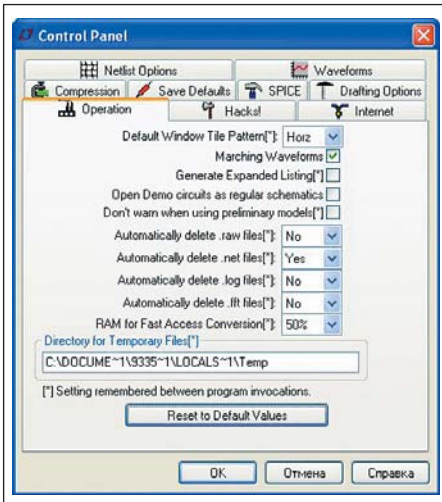 Control Panel
Netlist Options
Waveforms
Compression
Save Defaults
SPICE
Drafting Options
Operation
Hacks!
Internet
Default Window Tile Pattern[*]: Horz
Marching Waveforms
Generate Expanded Listing[*]
Open Demo circuits as regular schematics
Don't warn when using preliminary models[*]
Automatically delete .raw files[*]: No
Automatically delete .net files[*]: Yes
Automatically delete .log files[*]: No
Automatically delete .fft files[*]: No
RAM for Fast Access Conversion[*]: 50%
Directory for Temporary Files[*]
C:\DOCUME~1\9335~1\LOCALS~1\Temp
[*] Setting remembered between program invocations.
Reset to Default Values
OK
Отмена
Справка